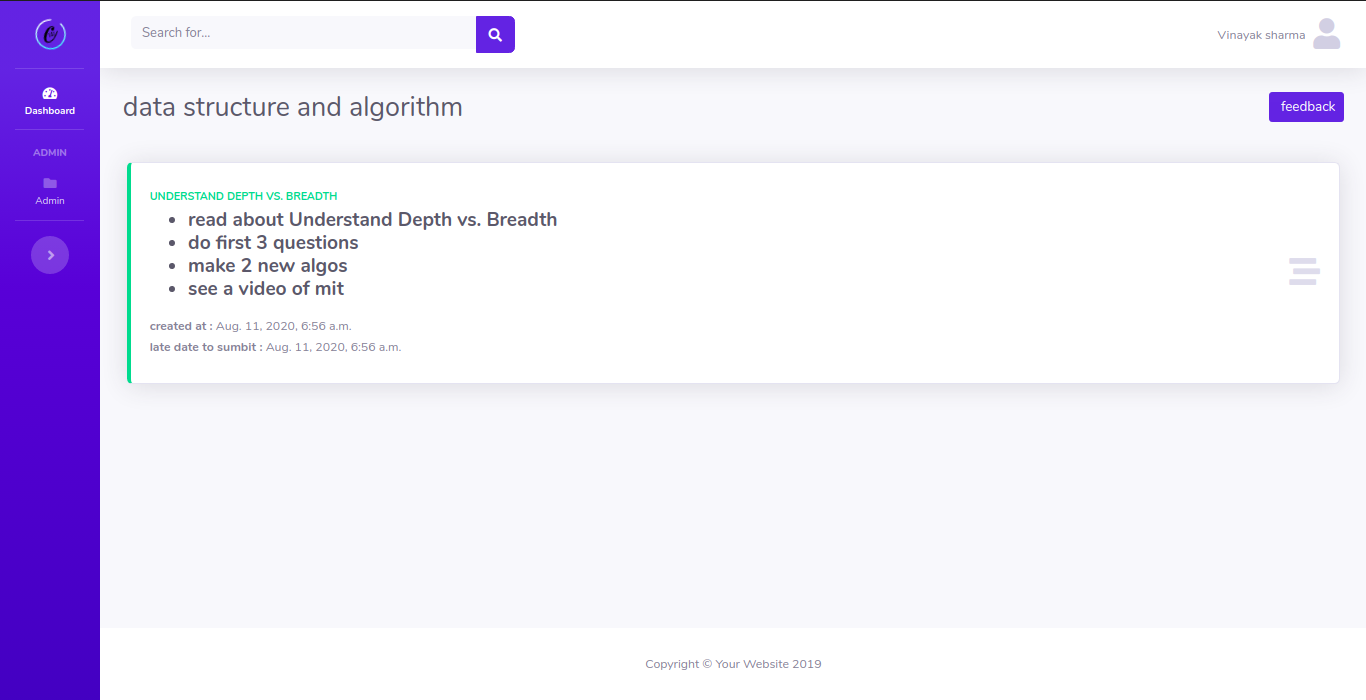 Search for...
Vinayak sharma
Dashboard
ADMIN
Admin
data structure and algorithm
feedback
UNDERSTAND DEPTH VS. BREADTH
read about Understand Depth vs. Breadth
do first 3 questions
make 2 new algos
see a video of mit
created at : Aug. 11, 2020, 6:56 a.m.
late date to sumbit : Aug. 11, 2020, 6:56 a.m.
Copyright © Your Website 2019